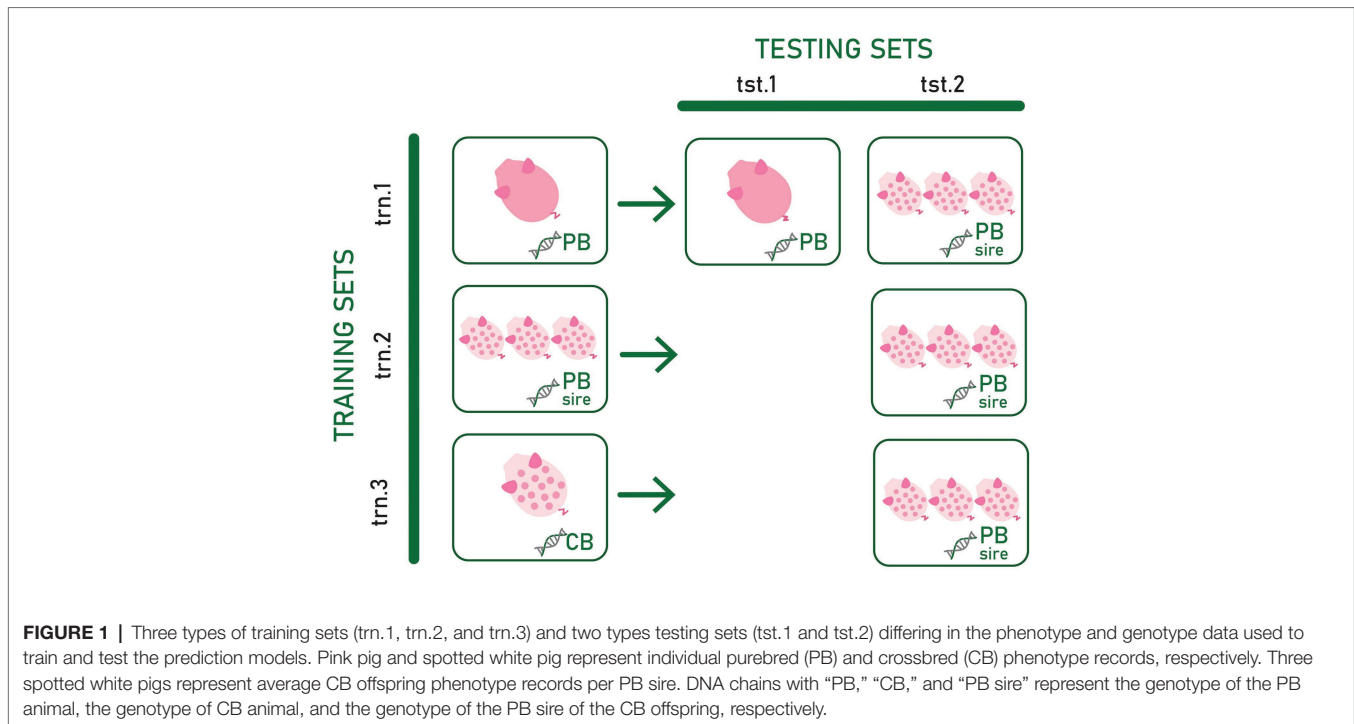 TESTING SETS
tst.1 tst.2
TRAINING SETS
trn.1
PB
PB
PB
sire
trn.2
PB
sire
PB
sire
trn.3
CB
PB
sire
FIGURE 1 | Three types of training sets (trn.1, trn.2, and trn.3) and two types testing sets (tst.1 and tst.2) differing in the phenotype and genotype data used to
train and test the prediction models. Pink pig and spotted white pig represent individual purebred (PB) and crossbred (CB) phenotype records, respectively. Three
spotted white pigs represent average CB offspring phenotype records per PB sire. DNA chains with “PB,” “CB,” and “PB sire” represent the genotype of the PB
animal, the genotype of CB animal, and the genotype of the PB sire of the CB offspring, respectively.